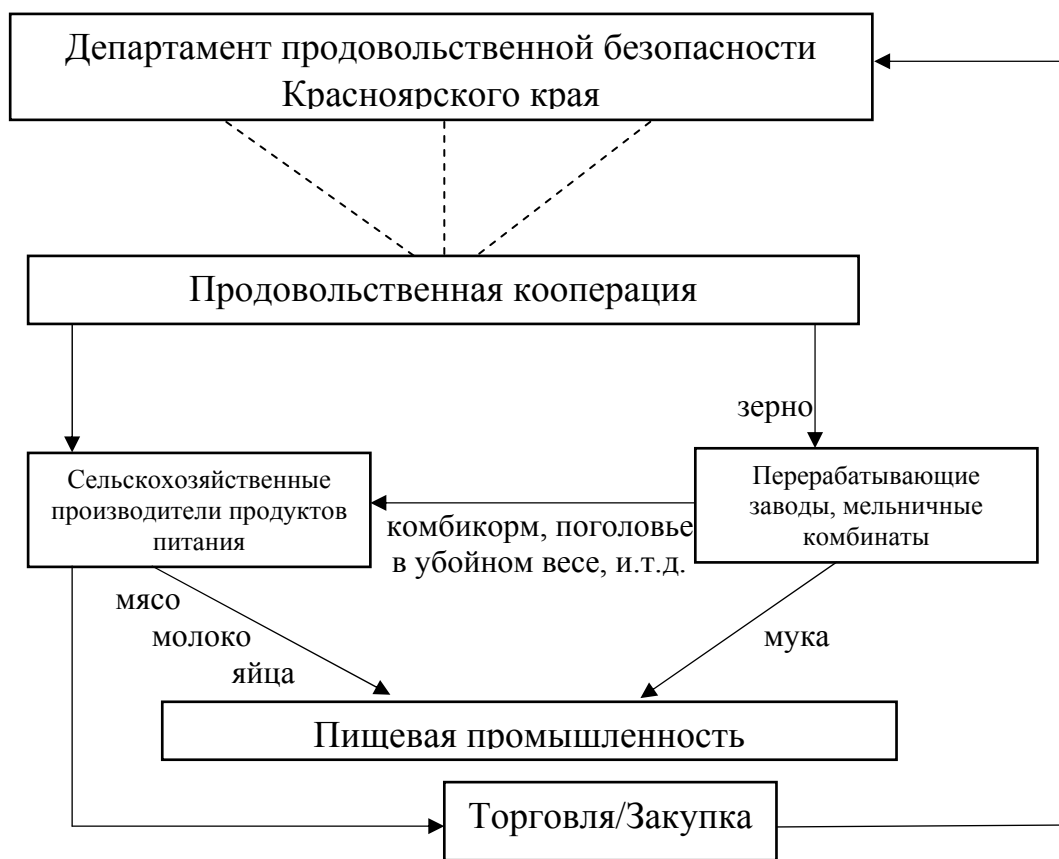 Департамент продовольственной безопасности
Красноярского края
Продовольственная кооперация
зерно
Сельскохозяйственные
производители продуктов
питания
Перерабатывающие
заводы, мельничные
комбинаты
комбикорм, поголовье
в убойном весе, и.т.д.
мясо
молоко
яйца
мука
Пищевая промышленность
Торговля/Закупка